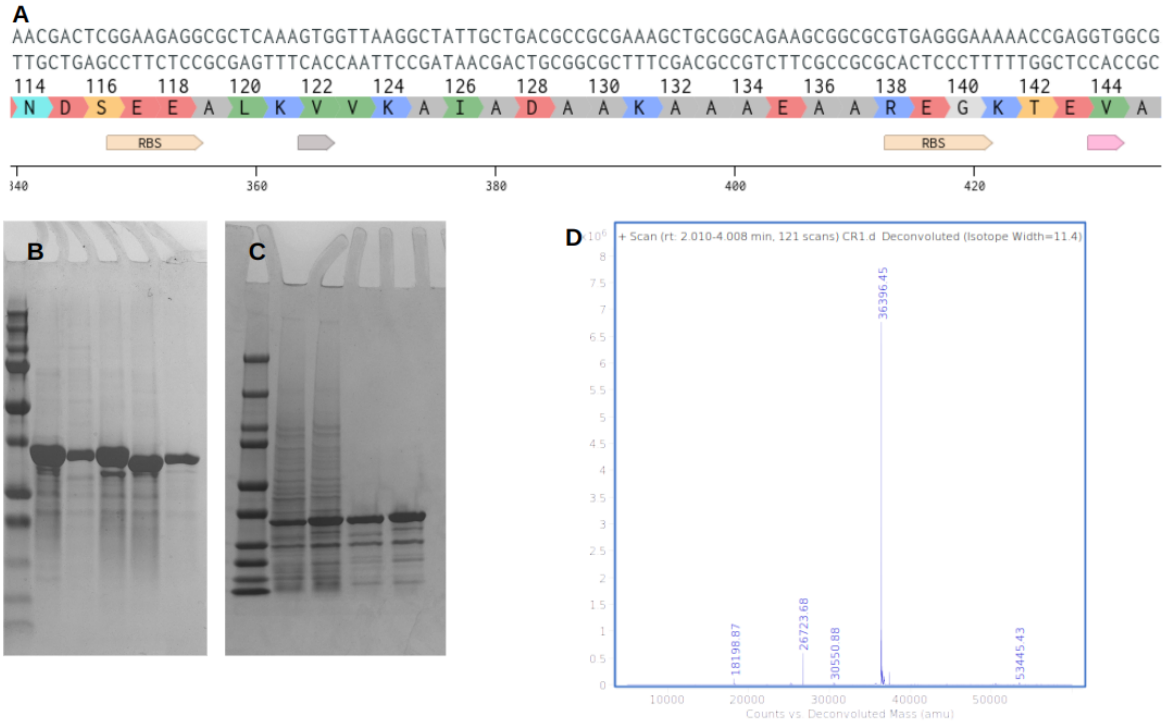 A
AACGACTCGGAAGAGGCGCTCAAAGTGGTTAAGGCTATTGCTGACGCCGCGAAAGCTGCGGCAGAAGCGGCGCGTGAGGGAAAAACCGAGGTGGCG
TTGCTGAGCCTTCTCCGCGAGTTTCACCAATTCCGATAACGACTGCGGCGCTTTCGACGCCGTCTTCGCCGCGCACTCCCTTTTTGGCTCCACCGC
114 116 118 120 122 124 126 128 130 132 134 136 138 140 142 144
N D S E E A L K V V K A I A D A A K A A A E A A R E G K T E V A
RBS RBS
340 360 380 400 420
B
C
D
x10⁶ + Scan (rt: 2.010-4.008 min, 121 scans) CR1.d Deconvoluted (Isotope Width=11.4)
8
7.5
7
6.5
6
5.5
5
4.5
4
3.5
3
2.5
2
1.5
1
0.5
0
18198.87
26723.68
30550.88
36396.45
53445.43
10000 20000 30000 40000 50000
Counts vs. Deconvoluted Mass (amu)